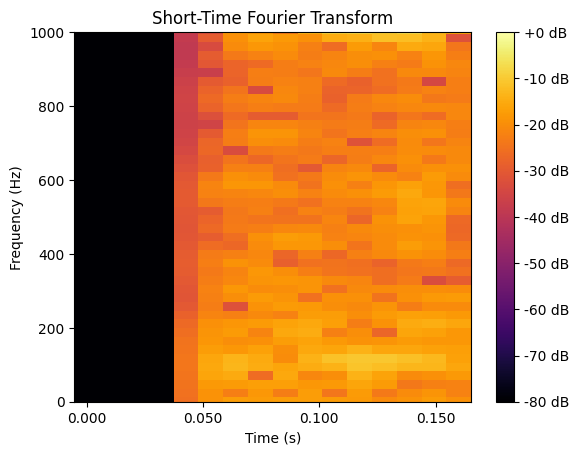 Short-Time Fourier Transform
1000
800
600
400
200
0
Frequency (Hz)
0.000
0.050
0.100
0.150
Time (s)
+0 dB
-10 dB
-20 dB
-30 dB
-40 dB
-50 dB
-60 dB
-70 dB
-80 dB